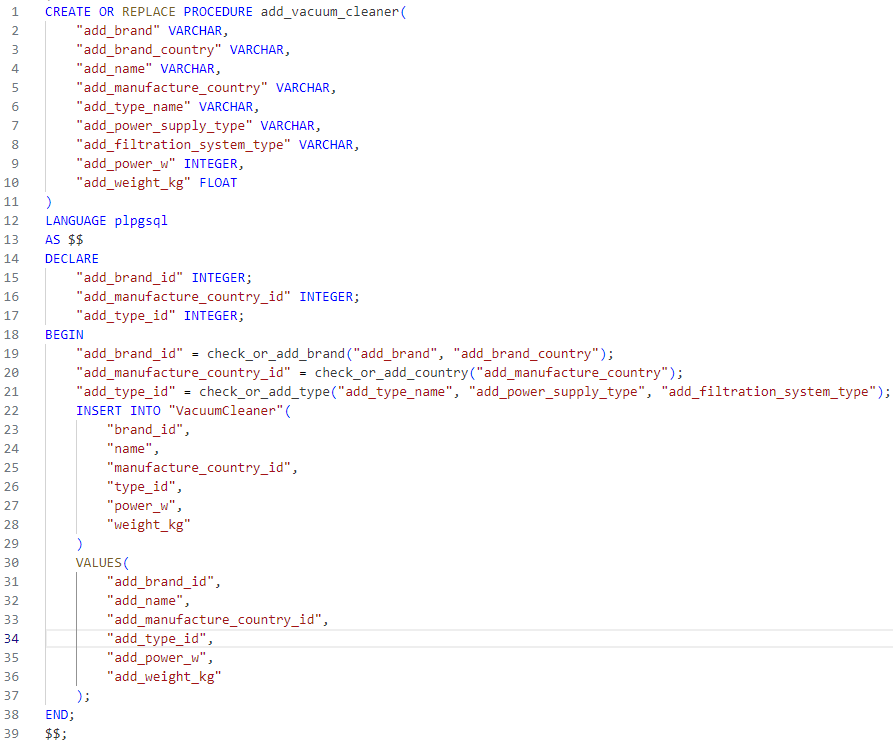 1 CREATE OR REPLACE PROCEDURE add_vacuum_cleaner(
2 "add_brand" VARCHAR,
3 "add_brand_country" VARCHAR,
4 "add_name" VARCHAR,
5 "add_manufacture_country" VARCHAR,
6 "add_type_name" VARCHAR,
7 "add_power_supply_type" VARCHAR,
8 "add_filtration_system_type" VARCHAR,
9 "add_power_w" INTEGER,
10 "add_weight_kg" FLOAT
11 )
12 LANGUAGE plpgsql
13 AS $$
14 DECLARE
15 "add_brand_id" INTEGER;
16 "add_manufacture_country_id" INTEGER;
17 "add_type_id" INTEGER;
18 BEGIN
19 "add_brand_id" = check_or_add_brand("add_brand", "add_brand_country");
20 "add_manufacture_country_id" = check_or_add_country("add_manufacture_country");
21 "add_type_id" = check_or_add_type("add_type_name", "add_power_supply_type", "add_filtration_system_type");
22 INSERT INTO "VacuumCleaner"(
23 "brand_id",
24 "name",
25 "manufacture_country_id",
26 "type_id",
27 "power_w",
28 "weight_kg"
29 )
30 VALUES(
31 "add_brand_id",
32 "add_name",
33 "add_manufacture_country_id",
34 "add_type_id",
35 "add_power_w",
36 "add_weight_kg"
37 );
38 END;
39 $$;